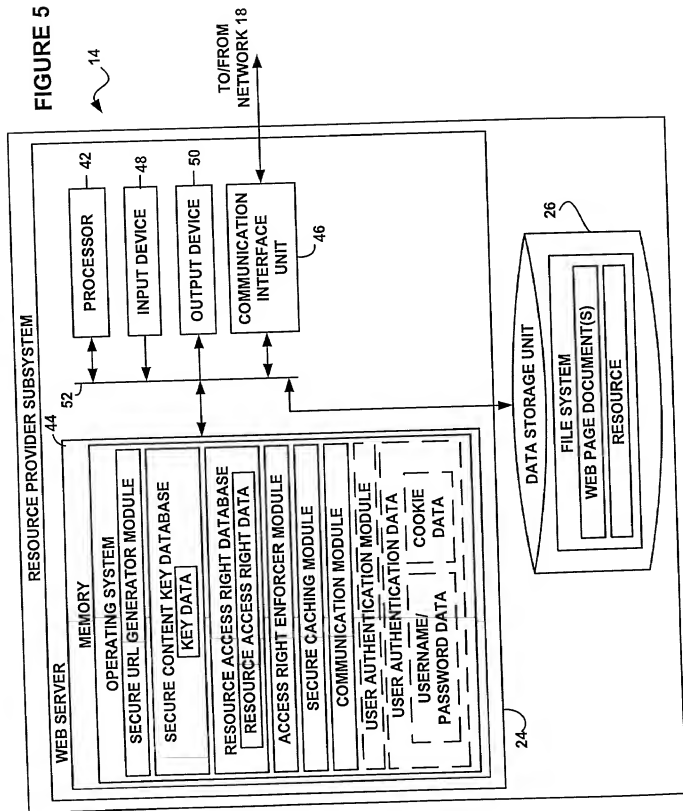 FIGURE 5
14
RESOURCE PROVIDER SUBSYSTEM
WEB SERVER
44
MEMORY
OPERATING SYSTEM
SECURE URL GENERATOR MODULE
SECURE CONTENT KEY DATABASE
KEY DATA
RESOURCE ACCESS RIGHT DATABASE
RESOURCE ACCESS RIGHT DATA
ACCESS RIGHT ENFORCER MODULE
SECURE CACHING MODULE
COMMUNICATION MODULE
USER AUTHENTICATION MODULE
USER AUTHENTICATION DATA
USERNAME/
PASSWORD DATA
COOKIE
DATA
24
52
PROCESSOR
42
INPUT DEVICE
48
OUTPUT DEVICE
50
COMMUNICATION
INTERFACE
UNIT
46
TO/FROM
NETWORK 18
DATA STORAGE UNIT
26
FILE SYSTEM
WEB PAGE DOCUMENT(S)
RESOURCE